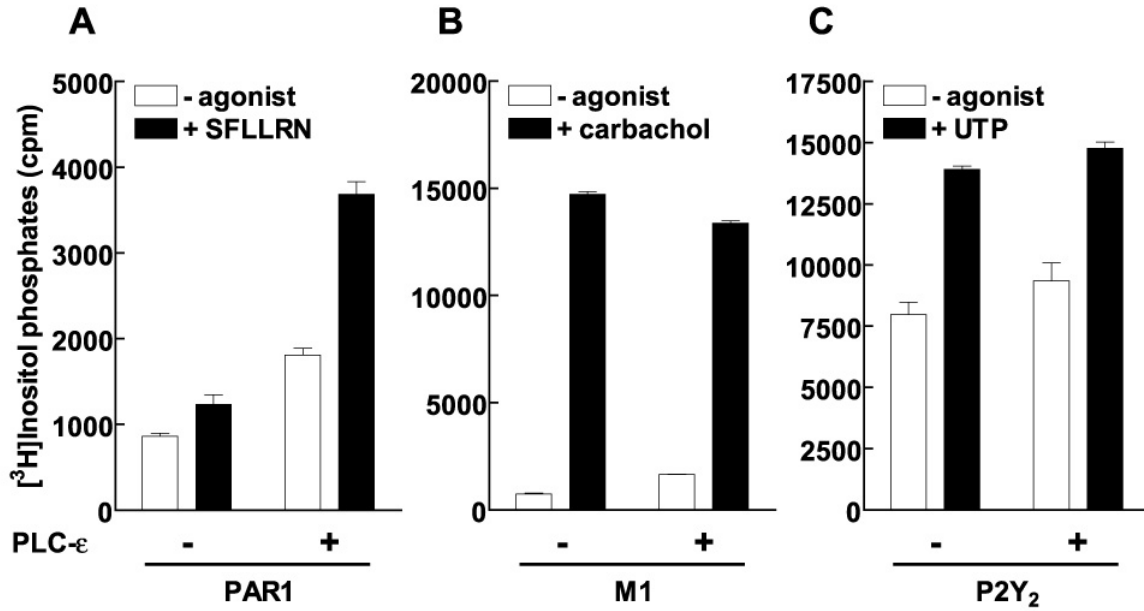 A
B
C
[³H]Inositol phosphates (cpm)
5000
4000
3000
2000
1000
0
- agonist
+ SFLLRN
20000
15000
10000
5000
0
- agonist
+ carbachol
17500
15000
12500
10000
7500
5000
2500
0
- agonist
+ UTP
PLC-ε - + - + - +
PAR1 M1 P2Y₂